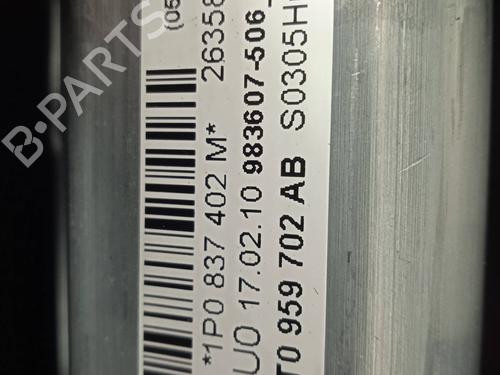 (05
*1P0 837 402 M* 26358
UO 17.02.10 983607-506
T0 959 702 AB S0305H
B-PARTS